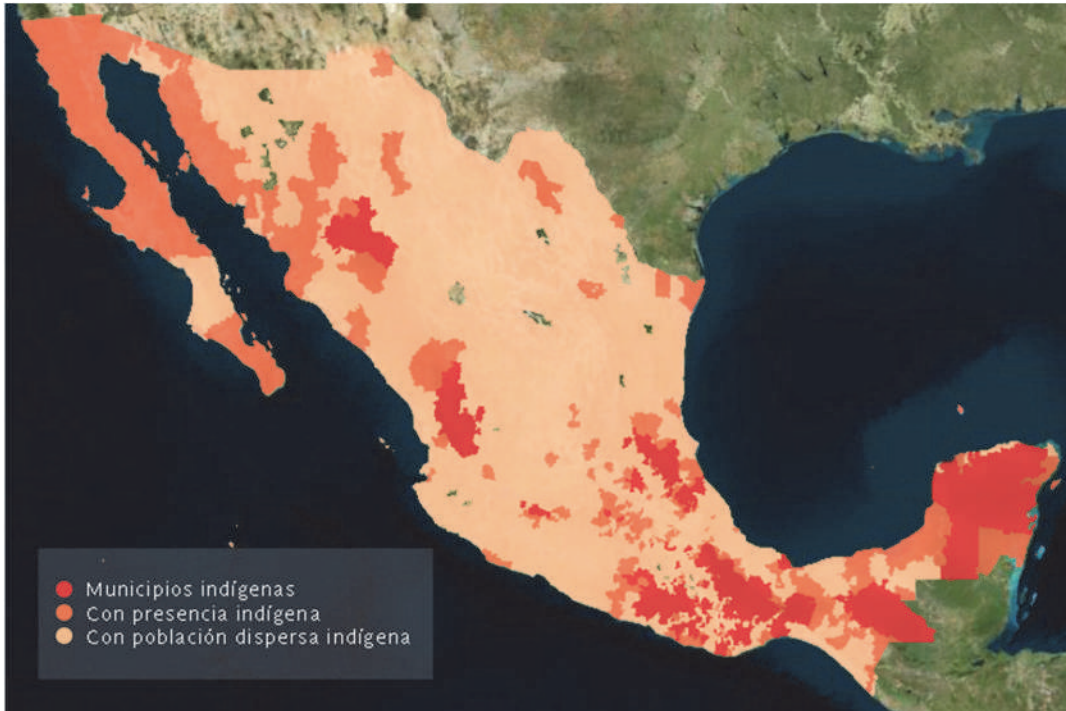 Municipios indígenas
Con presencia indígena
Con población dispersa indígena